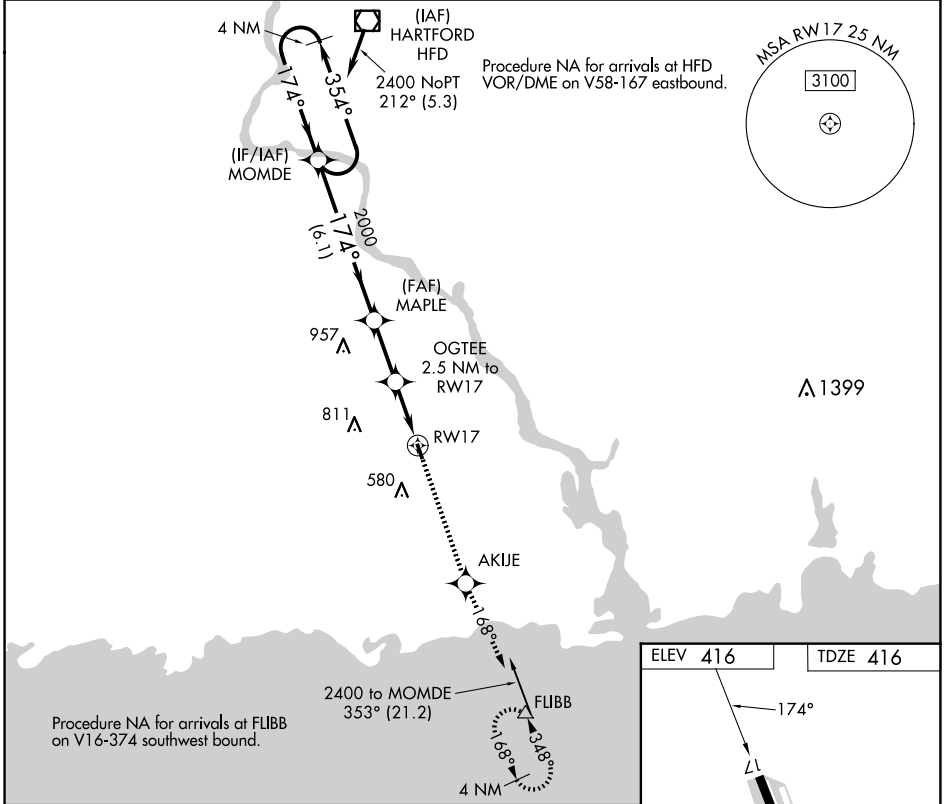 (IAF)
HARTFORD
HFD
4 NM
2400 NoPT
212° (5.3)
Procedure NA for arrivals at HFD
VOR/DME on V58-167 eastbound.
MSA RW17 25 NM
3100
174°
354°
(IF/IAF)
MOMDE
2000
174°
(6.1)
(FAF)
MAPLE
957
OGTEE
2.5 NM to
RW17
1399
811
RW17
580
AKIJE
168°
2400 to MOMDE
353° (21.2)
FLIBB
Procedure NA for arrivals at FLIBB
on V16-374 southwest bound.
168°
348°
4 NM
ELEV 416
TDZE 416
174°
17